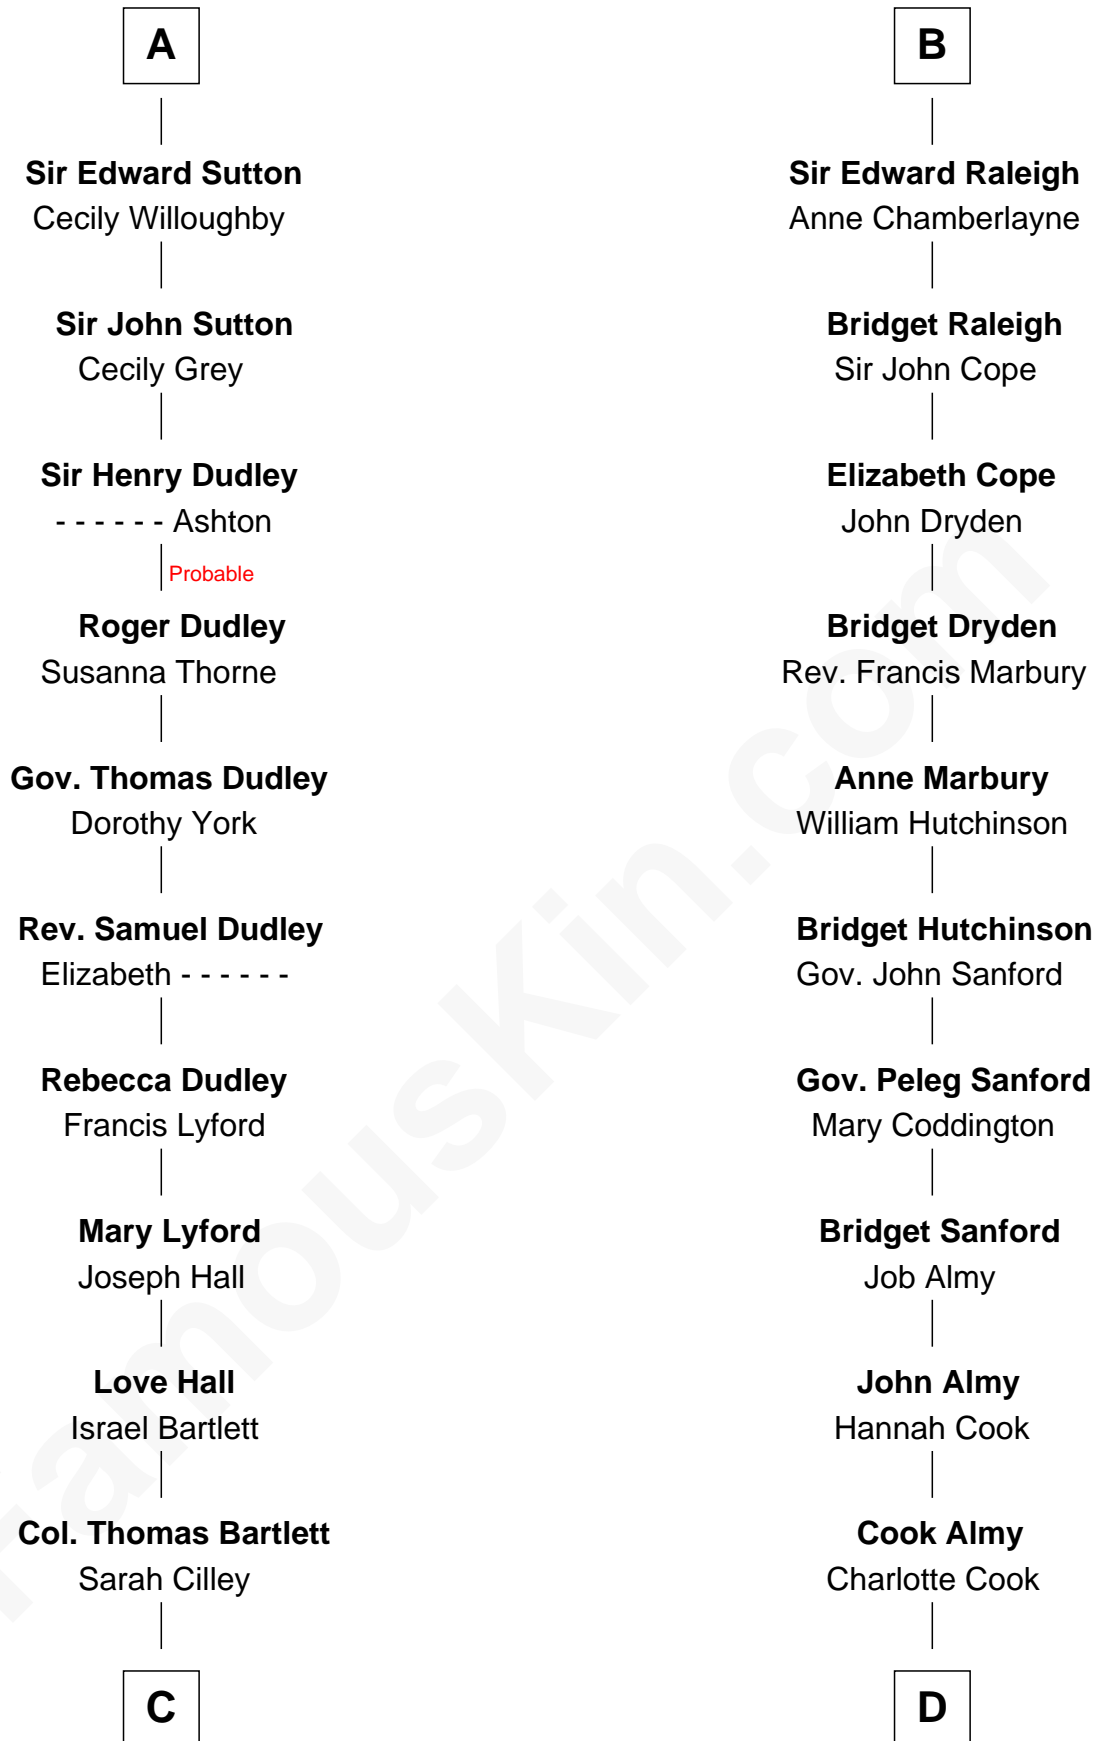 A
Sir Edward Sutton
Cecily Willoughby
Sir John Sutton
Cecily Grey
Sir Henry Dudley
- - - - - - Ashton
Probable
Roger Dudley
Susanna Thorne
Gov. Thomas Dudley
Dorothy York
Rev. Samuel Dudley
Elizabeth - - - - - -
Rebecca Dudley
Francis Lyford
Mary Lyford
Joseph Hall
Love Hall
Israel Bartlett
Col. Thomas Bartlett
Sarah Cilley
C
B
Sir Edward Raleigh
Anne Chamberlayne
Bridget Raleigh
Sir John Cope
Elizabeth Cope
John Dryden
Bridget Dryden
Rev. Francis Marbury
Anne Marbury
William Hutchinson
Bridget Hutchinson
Gov. John Sanford
Gov. Peleg Sanford
Mary Coddington
Bridget Sanford
Job Almy
John Almy
Hannah Cook
Cook Almy
Charlotte Cook
D
FamousKin.com